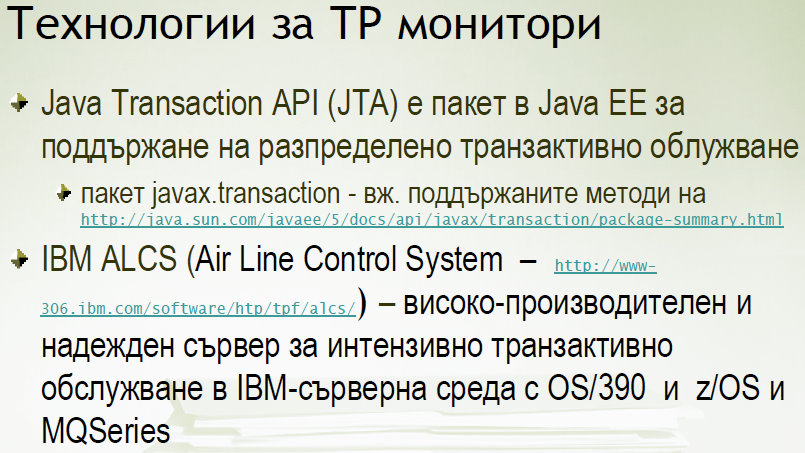 Технологии за ТР монитори
Java Transaction API (JTA) е пакет в Java EE за
поддържане на разпределено транзактивно облужване
пакет javax.transaction - вж. поддържаните методи на
http://java.sun.com/javaee/5/docs/api/javax/transaction/package-summary.html
IBM ALCS (Air Line Control System – http://www-
306.ibm.com/software/htp/tpf/alcs/) – високо-производителен и
надежден сървер за интензивно транзактивно
обслужване в IBM-сърверна среда с OS/390 и z/OS и
MQSeries